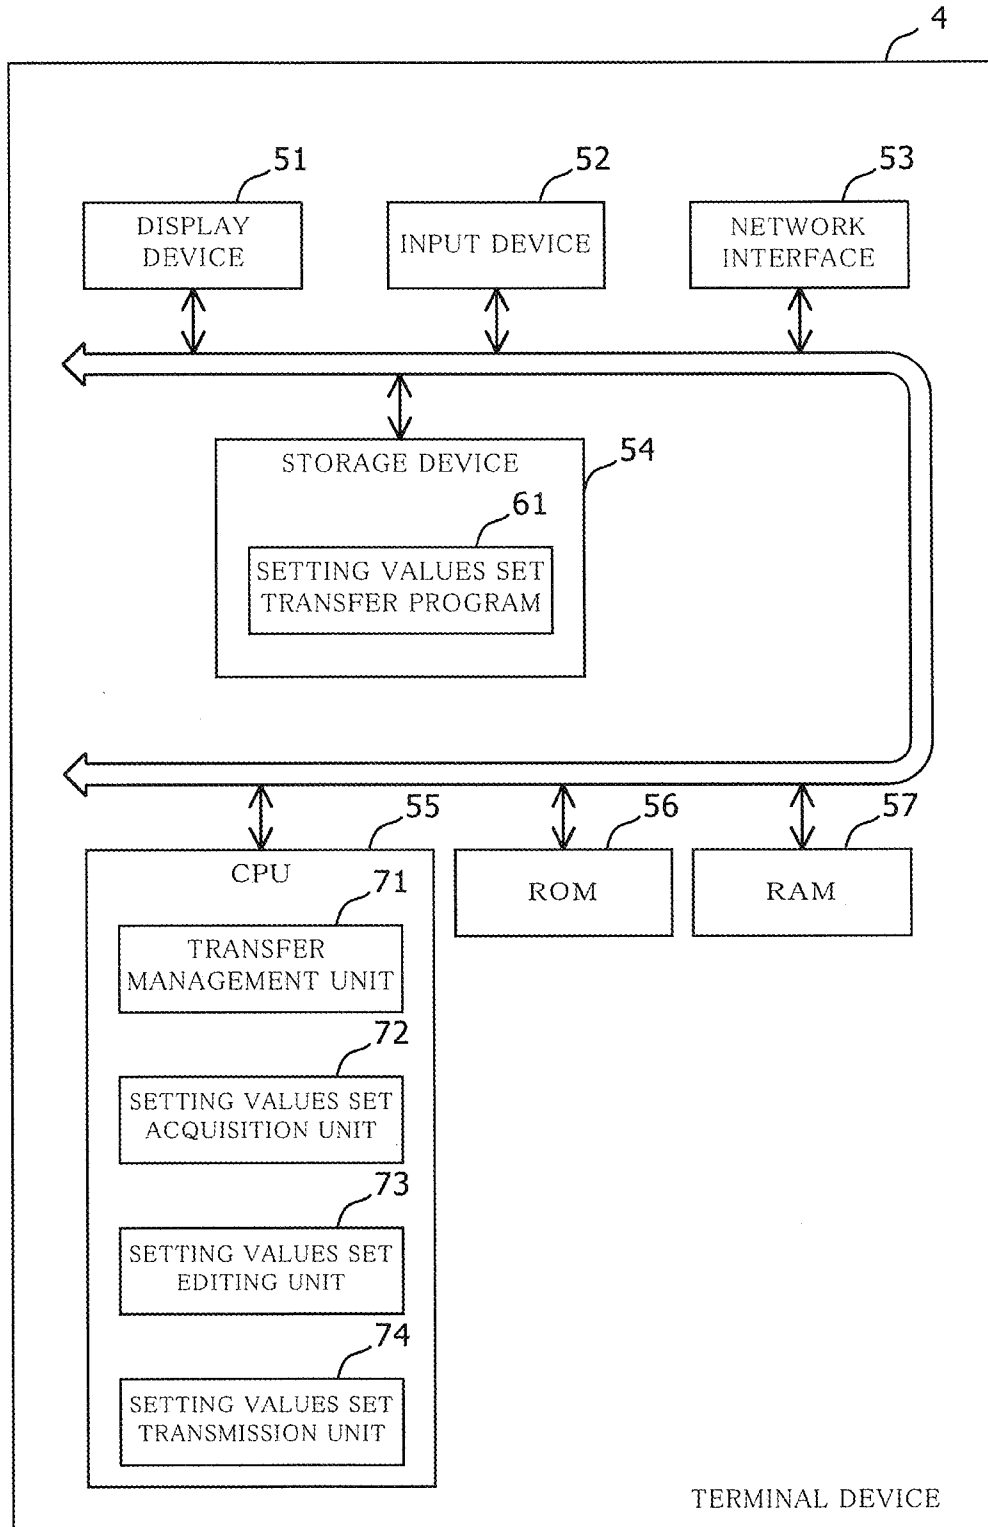 4
51
52
53
DISPLAY
DEVICE
INPUT DEVICE
NETWORK
INTERFACE
STORAGE DEVICE
54
61
SETTING VALUES SET
TRANSFER PROGRAM
55
56
57
CPU
ROM
RAM
71
TRANSFER
MANAGEMENT UNIT
72
SETTING VALUES SET
ACQUISITION UNIT
73
SETTING VALUES SET
EDITING UNIT
74
SETTING VALUES SET
TRANSMISSION UNIT
TERMINAL DEVICE